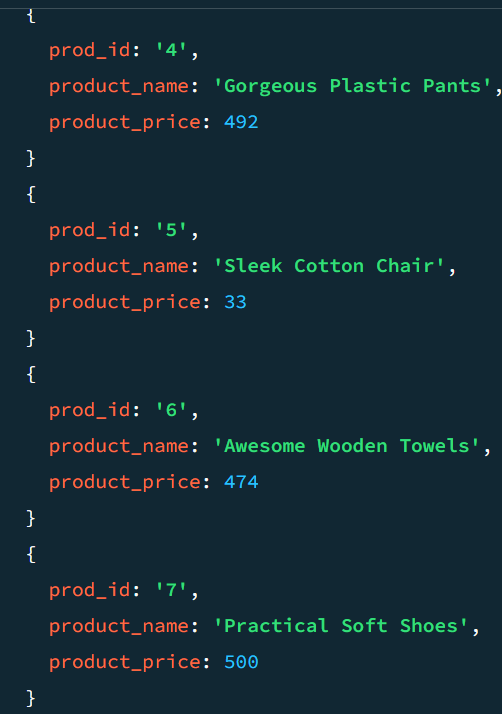 {
  prod_id: '4',
  product_name: 'Gorgeous Plastic Pants',
  product_price: 492
}
{
  prod_id: '5',
  product_name: 'Sleek Cotton Chair',
  product_price: 33
}
{
  prod_id: '6',
  product_name: 'Awesome Wooden Towels',
  product_price: 474
}
{
  prod_id: '7',
  product_name: 'Practical Soft Shoes',
  product_price: 500
}